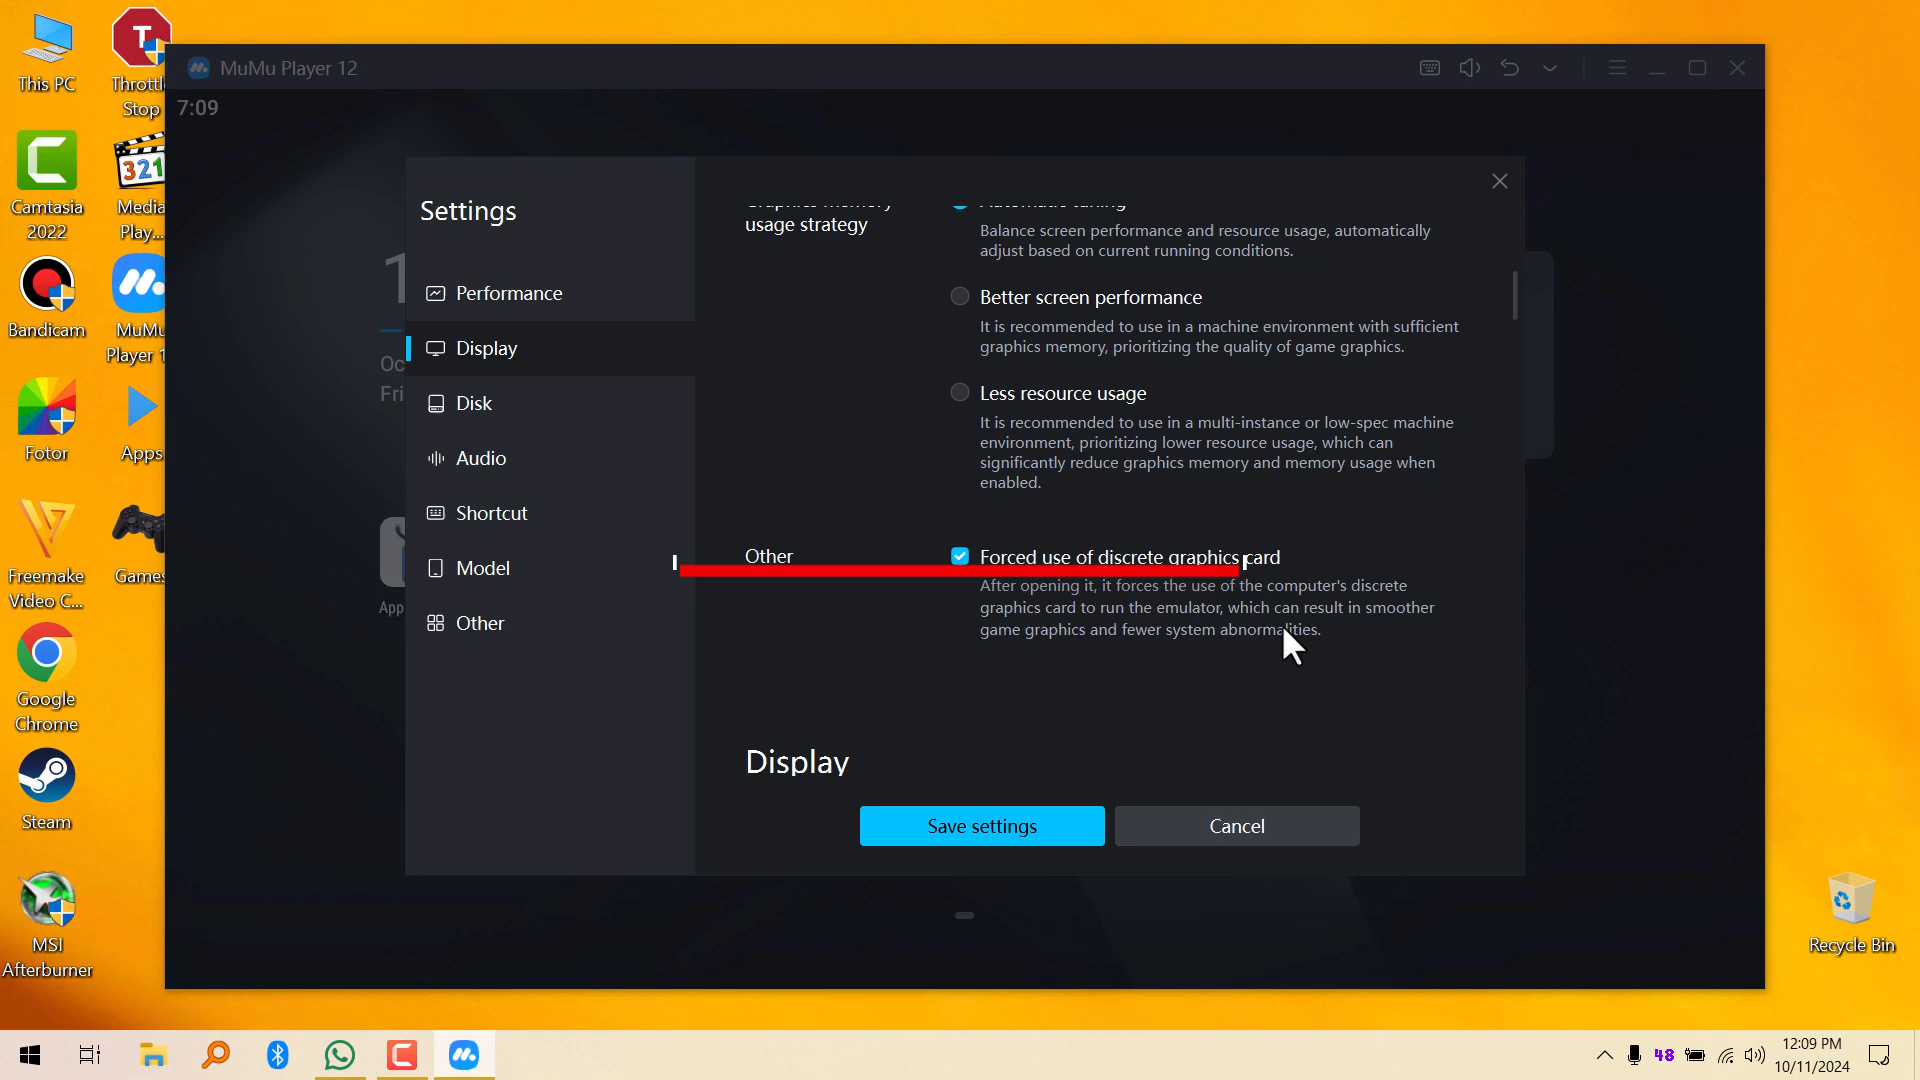 This PC
Throttl
Stop
Camtasia
2022
Media
Play...
Bandicam
MuMu
Player 1
Fotor
Apps
Freemake
Video C...
Games
Google
Chrome
Steam
MSI
Afterburner
Recycle Bin
MuMu Player 12
7:09
Oc
Fri
App
Settings
Performance
Display
Disk
Audio
Shortcut
Model
Other
Graphics memory
usage strategy
Automatic tuning
Balance screen performance and resource usage, automatically
adjust based on current running conditions.
Better screen performance
It is recommended to use in a machine environment with sufficient
graphics memory, prioritizing the quality of game graphics.
Less resource usage
It is recommended to use in a multi-instance or low-spec machine
environment, prioritizing lower resource usage, which can
significantly reduce graphics memory and memory usage when
enabled.
Other
Forced use of discrete graphics card
After opening it, it forces the use of the computer's discrete
graphics card to run the emulator, which can result in smoother
game graphics and fewer system abnormalities.
Display
Save settings
Cancel
48
12:09 PM
10/11/2024